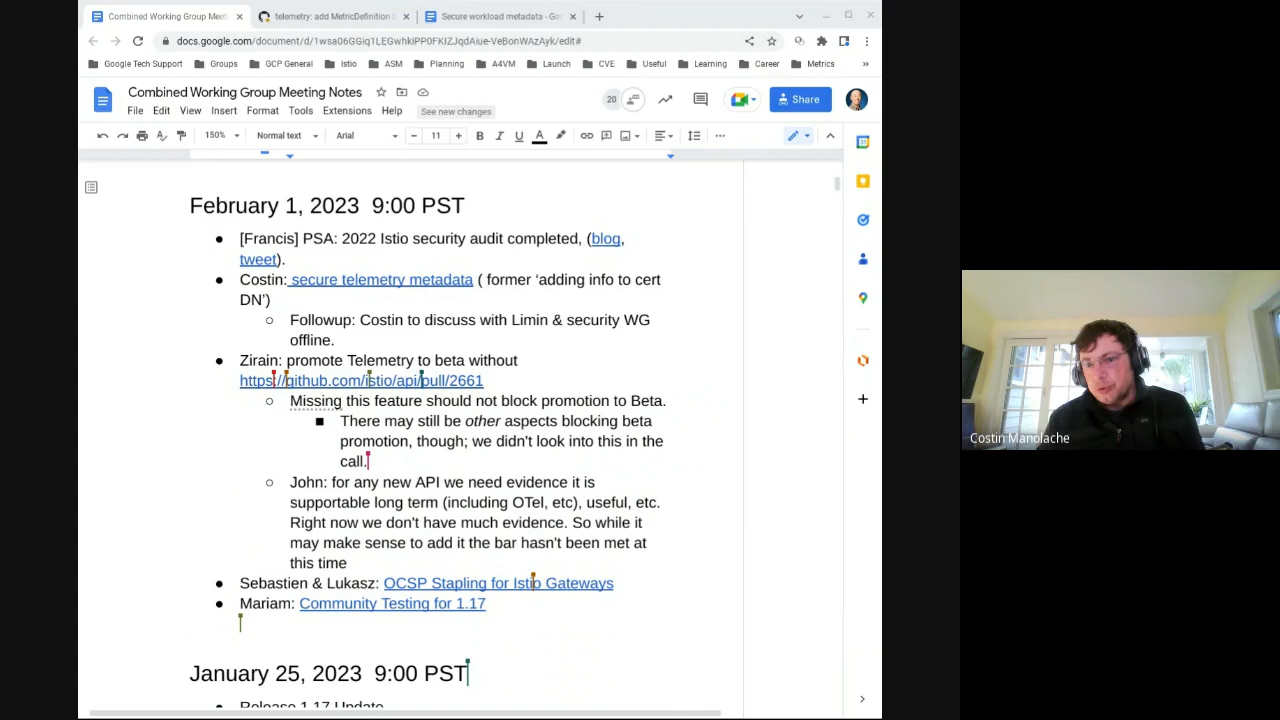 Combined Working Group Meeti
telemetry: add MetricDefinition b
Secure workload metadata - Goo
docs.google.com/document/d/1wsa06GGiq1LEGwhkiPP0FKIZJqdAiue-VeBonWAzAyk/edit#
Google Tech Support
Groups
GCP General
Istio
ASM
Planning
A4VM
Launch
CVE
Useful
Learning
Career
Metrics
Combined Working Group Meeting Notes
File Edit View Insert Format Tools Extensions Help
See new changes
20
Share
150%
Normal text
Arial
11
February 1, 2023 9:00 PST
● [Francis] PSA: 2022 Istio security audit completed, (blog,
tweet).
● Costin: secure telemetry metadata ( former ‘adding info to cert
DN’)
○ Followup: Costin to discuss with Limin & security WG
offline.
● Zirain: promote Telemetry to beta without
https://github.com/istio/api/pull/2661
○ Missing this feature should not block promotion to Beta.
■ There may still be other aspects blocking beta
promotion, though; we didn't look into this in the
call.
○ John: for any new API we need evidence it is
supportable long term (including OTel, etc), useful, etc.
Right now we don't have much evidence. So while it
may make sense to add it the bar hasn't been met at
this time
● Sebastien & Lukasz: OCSP Stapling for Istio Gateways
● Mariam: Community Testing for 1.17
January 25, 2023 9:00 PST
● Release 1.17 Update
Costin Manolache